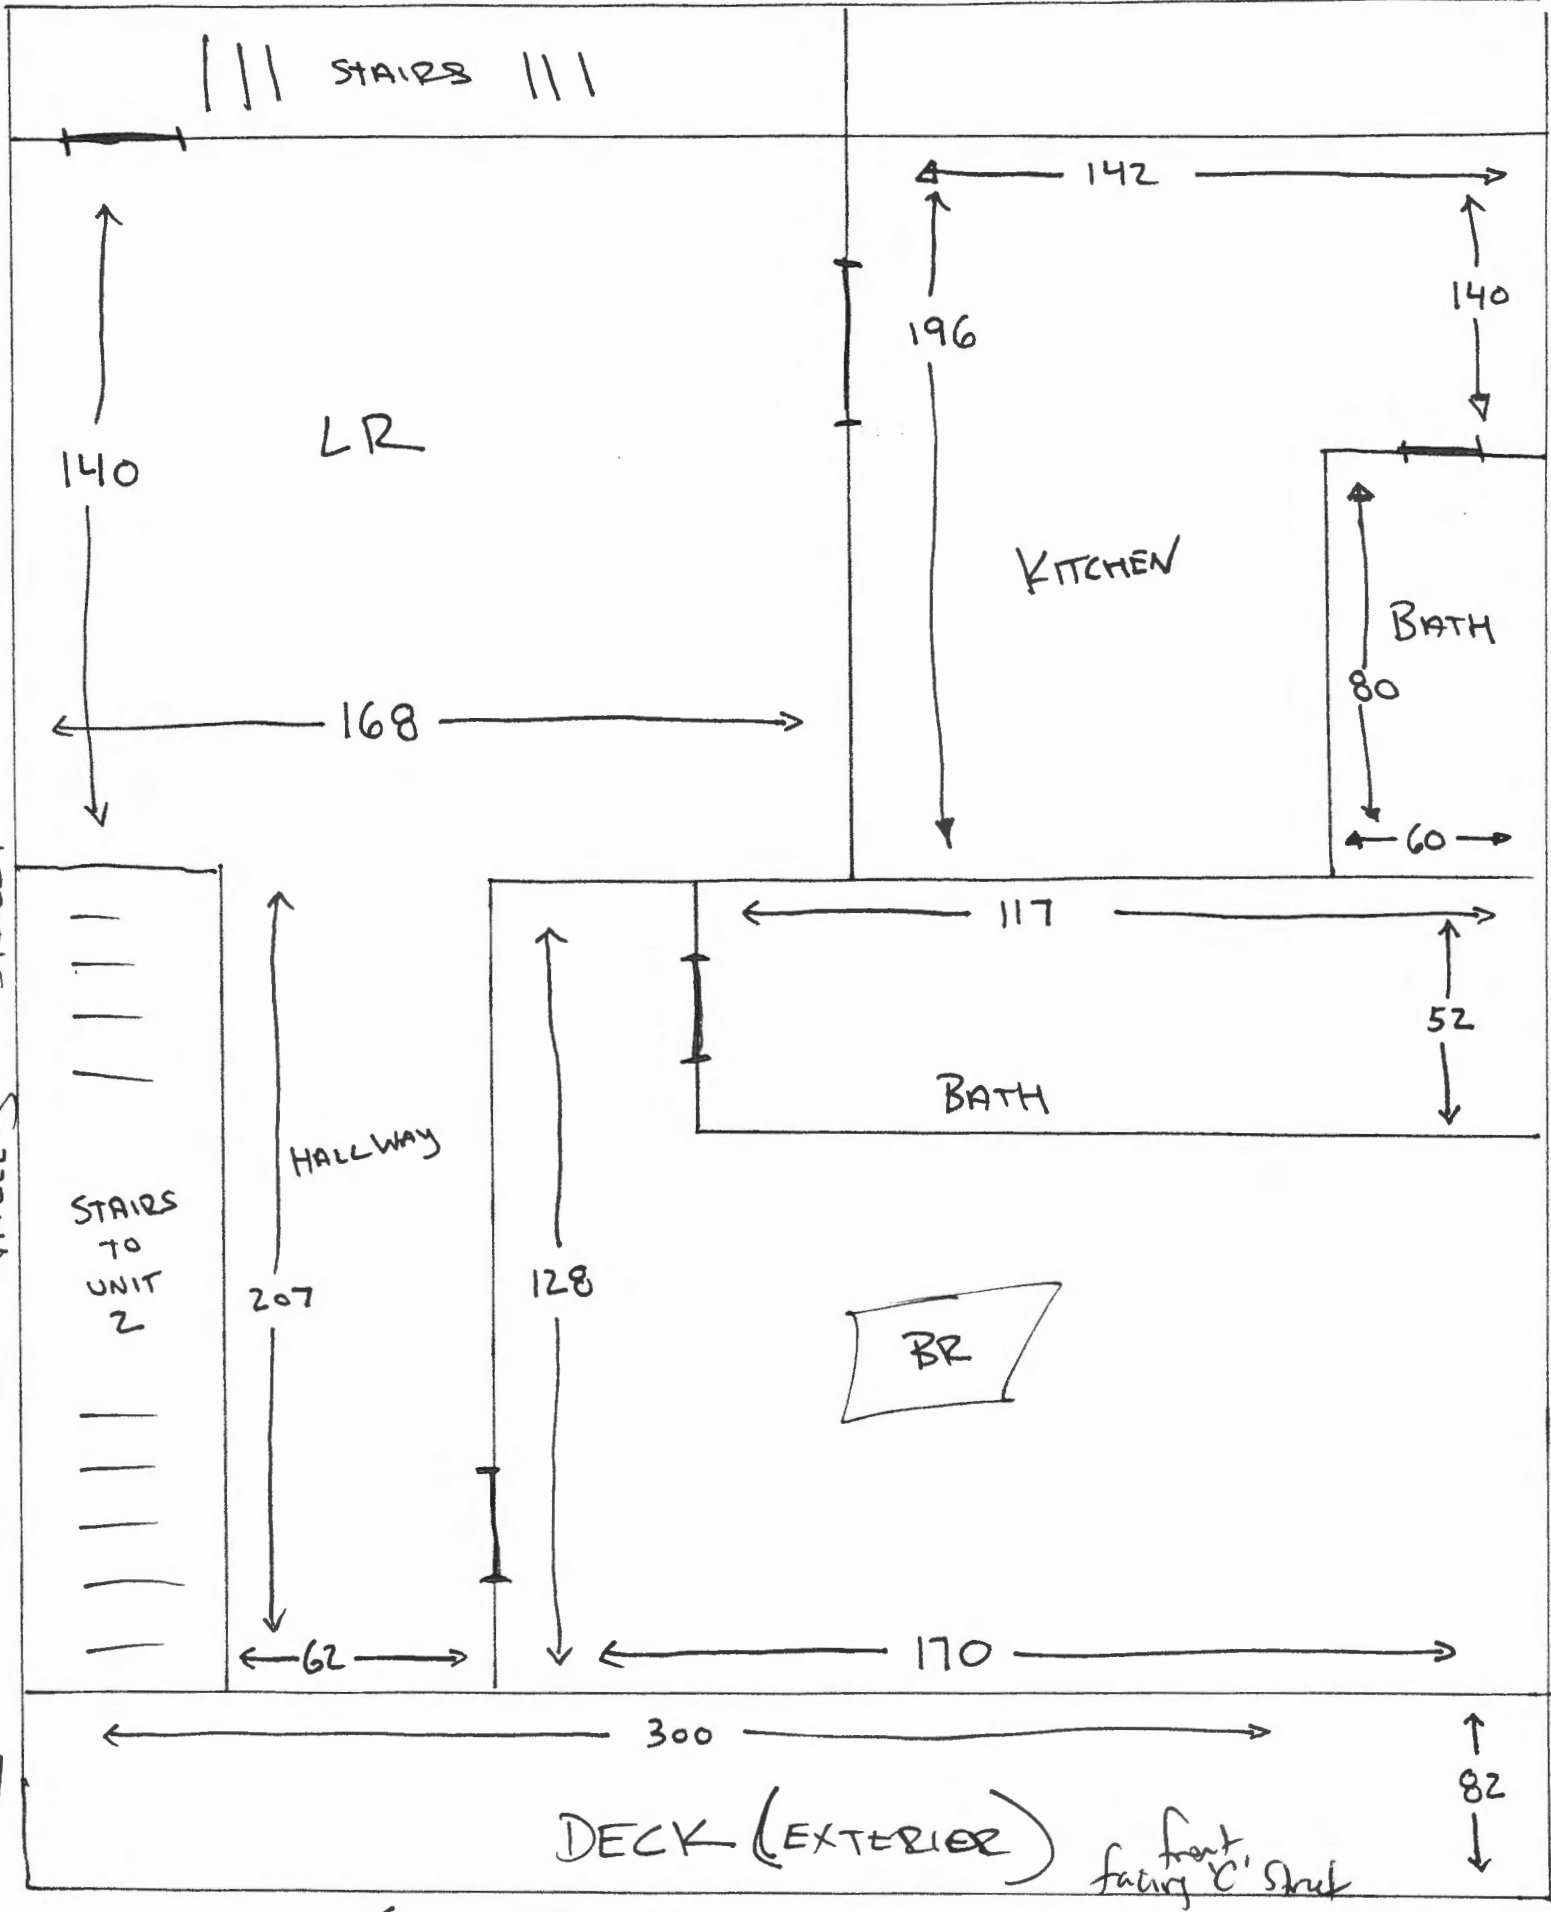 STAIRS
142
140
196
LR
140
KITCHEN
BATH
80
168
60
117
52
BATH
HALLWAY
STAIRS
TO
UNIT
2
207
128
BR
62
170
300
82
DECK (EXTERIER)
front
facing 'C' Street